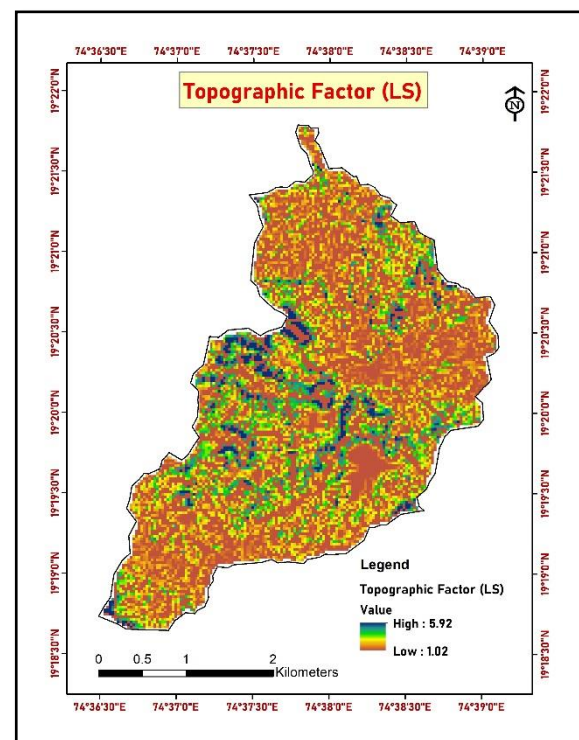 74°36'30"E 74°37'0"E 74°37'30"E 74°38'0"E 74°38'30"E 74°39'0"E
Topographic Factor (LS)
N
19°22'0"N 19°22'0"N
19°21'30"N 19°21'30"N
19°21'0"N 19°21'0"N
19°20'30"N 19°20'30"N
19°20'0"N 19°20'0"N
19°19'30"N 19°19'30"N
19°19'0"N 19°19'0"N
19°18'30"N 19°18'30"N
Legend
Topographic Factor (LS)
Value
High : 5.92
Low : 1.02
0 0.5 1 2
Kilometers
74°36'30"E 74°37'0"E 74°37'30"E 74°38'0"E 74°38'30"E 74°39'0"E